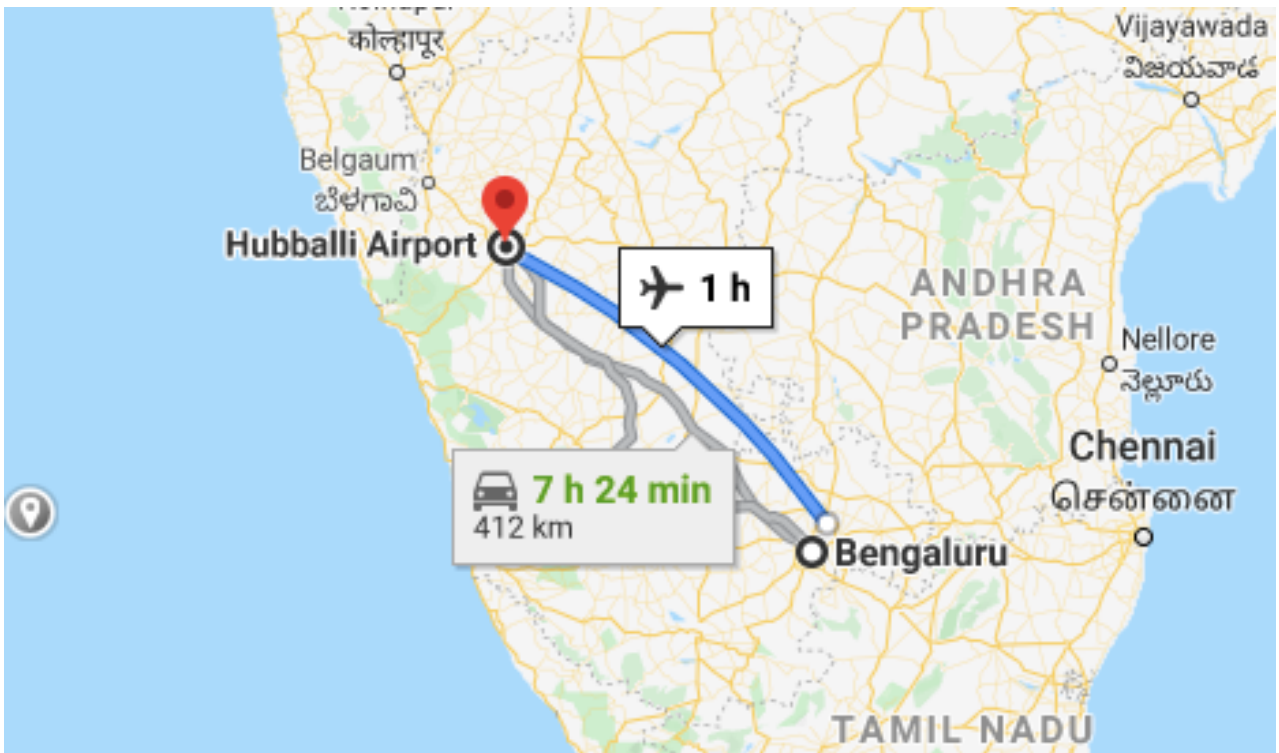 कोल्हापूर
Vijayawada
విజయవాడ
Belgaum
ಬೆಳಗಾವಿ
Hubballi Airport
1 h
ANDHRA
PRADESH
Nellore
నెల్లూరు
Chennai
சென்னை
7 h 24 min
412 km
Bengaluru
TAMIL NADU